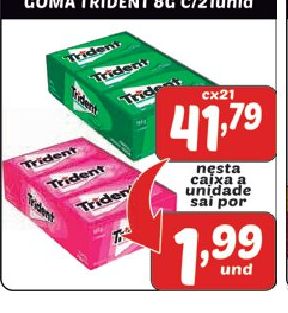 GOMA TRIDENT 8G C/21unid
Trident
Trident
Trident
cx21
41,79
Trident
Trident
Trident
nesta
caixa a
unidade
sai por
1,99
und